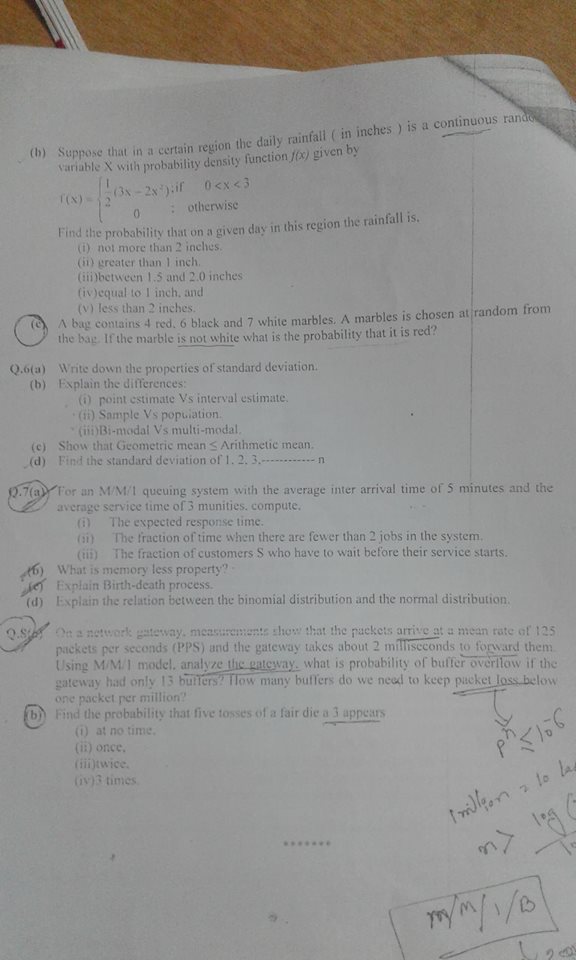 (b) Suppose that in a certain region the daily rainfall ( in inches ) is a continuous
variable X with probability density function f(x) given by
f(x) = { 1/2 (3x − 2x²);if 0<x<3
0 ; otherwise
Find the probability that on a given day in this region the rainfall is.
(i) not more than 2 inches.
(ii) greater than 1 inch.
(iii)between 1.5 and 2.0 inches
(iv)equal to 1 inch, and
(v) less than 2 inches.
(c) A bag contains 4 red, 6 black and 7 white marbles. A marbles is chosen at random from
the bag. If the marble is not white what is the probability that it is red?
Q.6(a) Write down the properties of standard deviation.
(b) Explain the differences:
(i) point estimate Vs interval estimate.
(ii) Sample Vs population.
(iii)Bi-modal Vs multi-modal.
(c) Show that Geometric mean ≤ Arithmetic mean.
(d) Find the standard deviation of 1, 2, 3,------------ n
Q.7(a) For an M/M/1 queuing system with the average inter arrival time of 5 minutes and the
average service time of 3 munities. compute.
(i) The expected response time.
(ii) The fraction of time when there are fewer than 2 jobs in the system.
(iii) The fraction of customers S who have to wait before their service starts.
(b) What is memory less property?
(c) Explain Birth-death process.
(d) Explain the relation between the binomial distribution and the normal distribution.
Q.8(a) On a network gateway, measurements show that the packets arrive at a mean rate of 125
packets per seconds (PPS) and the gateway takes about 2 milliseconds to forward them.
Using M/M/1 model, analyze the gateway. what is probability of buffer overflow if the
gateway had only 13 buffers? How many buffers do we need to keep packet loss below
one packet per million?
(b) Find the probability that five tosses of a fair die a 3 appears
(i) at no time.
(ii) once,
(iii)twice,
(iv)3 times.
≤ 10-6
1 million = 10
n > log
*******
M/M/1/B